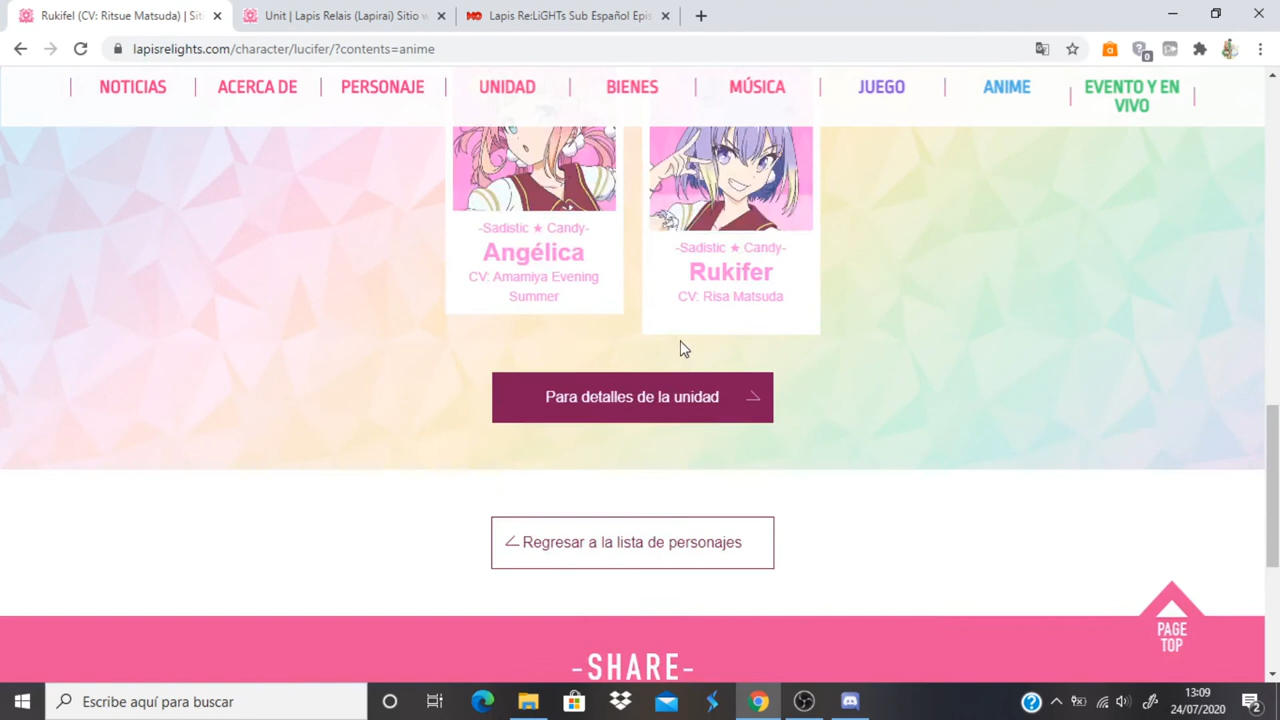 Rukifel (CV: Ritsue Matsuda) | Siti
Unit | Lapis Relais (Lapirai) Sitio w
Lapis Re:LiGHTs Sub Español Epis
lapisrelights.com/character/lucifer/?contents=anime
NOTICIAS
ACERCA DE
PERSONAJE
UNIDAD
BIENES
MÚSICA
JUEGO
ANIME
EVENTO Y EN
VIVO
-Sadistic ★ Candy-
Angélica
CV: Amamiya Evening
Summer
-Sadistic ★ Candy-
Rukifer
CV: Risa Matsuda
Para detalles de la unidad
Regresar a la lista de personajes
PAGE
TOP
-SHARE-
Escribe aquí para buscar
13:09
24/07/2020